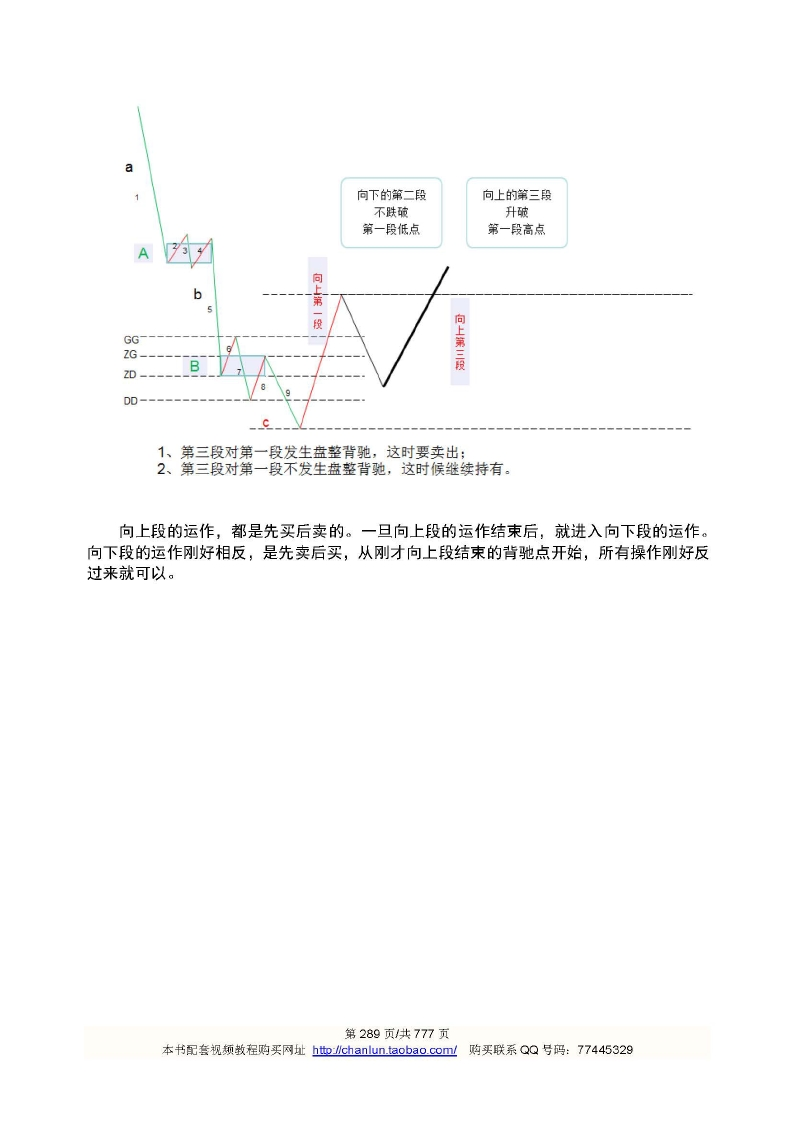 a
1
向下的第二段
不跌破
第一段低点
向上的第三段
升破
第一段高点
A
2
3
4
b
5
向上第一段
向上第三段
GG
ZG
ZD
DD
6
B
7
8
9
c
1、第三段对第一段发生盘整背驰，这时要卖出；
2、第三段对第一段不发生盘整背驰，这时候继续持有。
向上段的运作，都是先买后卖的。一旦向上段的运作结束后，就进入向下段的运作。
向下段的运作刚好相反，是先卖后买，从刚才向上段结束的背驰点开始，所有操作刚好反
过来就可以。
第 289 页/共 777 页
本书配套视频教程购买网址 http://chanlun.taobao.com/ 购买联系 QQ 号码：77445329